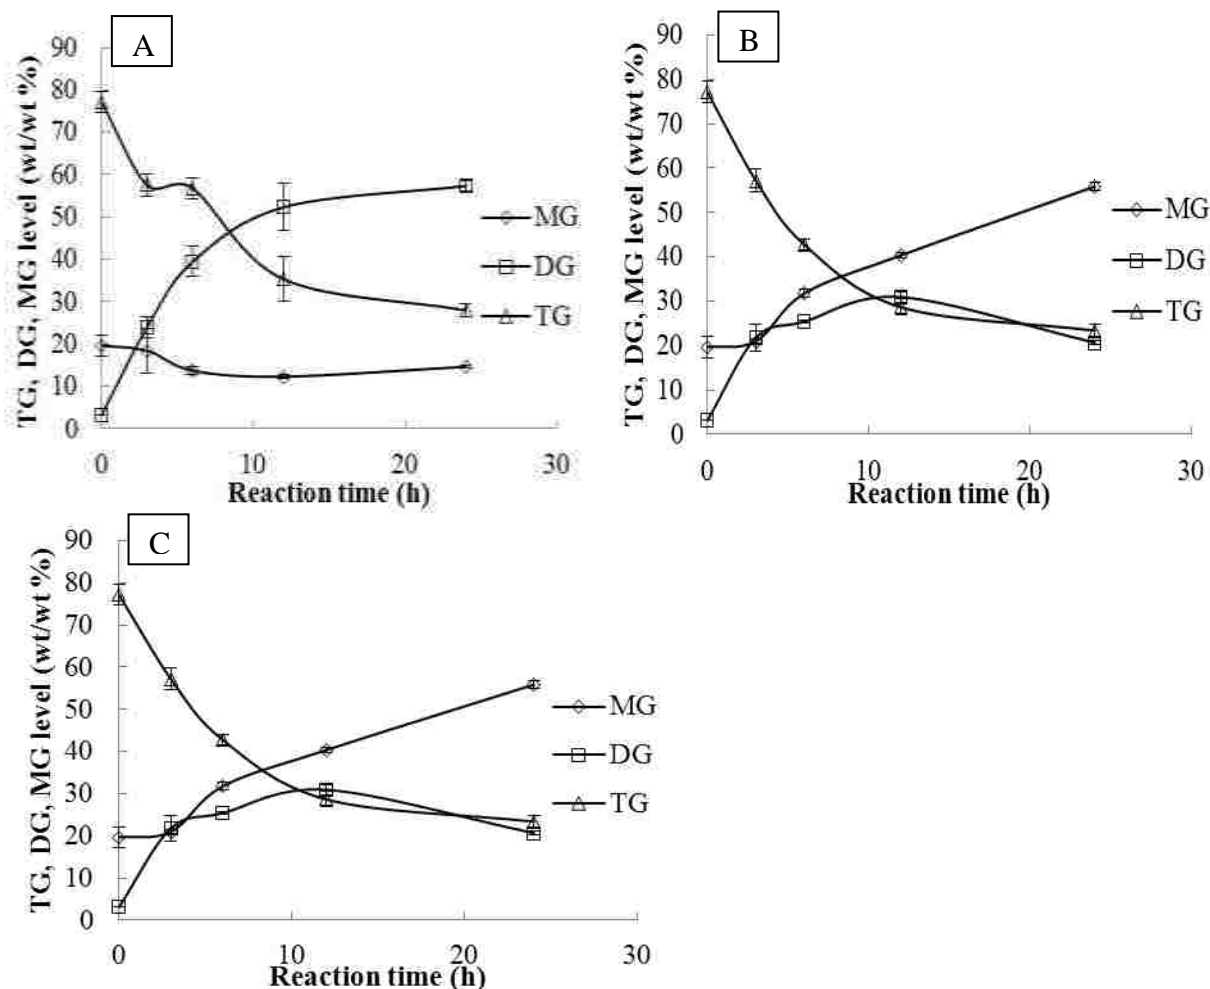 A
TG, DG, MG level (wt/wt %)
90
80
70
60
50
40
30
20
10
0
0 10 20 30
Reaction time (h)
MG
DG
TG
B
TG, DG, MG level (wt/wt %)
90
80
70
60
50
40
30
20
10
0
0 10 20 30
Reaction time (h)
MG
DG
TG
C
TG, DG, MG level (wt/wt %)
90
80
70
60
50
40
30
20
10
0
0 10 20 30
Reaction time (h)
MG
DG
TG